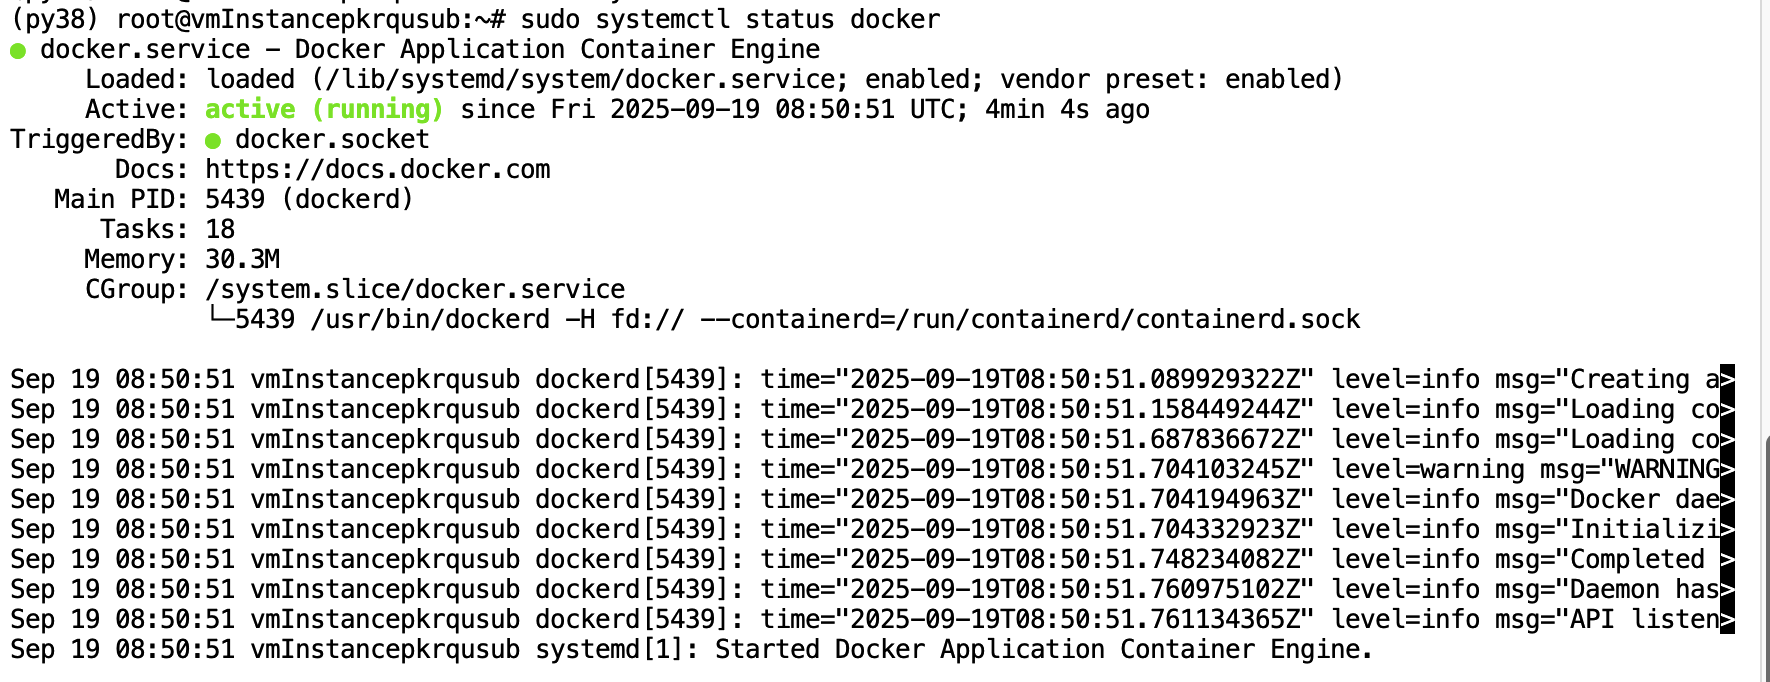 (py38) root@vmInstancepkrqusub:~# sudo systemctl status docker
● docker.service – Docker Application Container Engine
     Loaded: loaded (/lib/systemd/system/docker.service; enabled; vendor preset: enabled)
     Active: active (running) since Fri 2025-09-19 08:50:51 UTC; 4min 4s ago
TriggeredBy: ● docker.socket
       Docs: https://docs.docker.com
   Main PID: 5439 (dockerd)
      Tasks: 18
     Memory: 30.3M
     CGroup: /system.slice/docker.service
             └─5439 /usr/bin/dockerd -H fd:// --containerd=/run/containerd/containerd.sock

Sep 19 08:50:51 vmInstancepkrqusub dockerd[5439]: time="2025-09-19T08:50:51.089929322Z" level=info msg="Creating a>
Sep 19 08:50:51 vmInstancepkrqusub dockerd[5439]: time="2025-09-19T08:50:51.158449244Z" level=info msg="Loading co>
Sep 19 08:50:51 vmInstancepkrqusub dockerd[5439]: time="2025-09-19T08:50:51.687836672Z" level=info msg="Loading co>
Sep 19 08:50:51 vmInstancepkrqusub dockerd[5439]: time="2025-09-19T08:50:51.704103245Z" level=warning msg="WARNING>
Sep 19 08:50:51 vmInstancepkrqusub dockerd[5439]: time="2025-09-19T08:50:51.704194963Z" level=info msg="Docker dae>
Sep 19 08:50:51 vmInstancepkrqusub dockerd[5439]: time="2025-09-19T08:50:51.704332923Z" level=info msg="Initializi>
Sep 19 08:50:51 vmInstancepkrqusub dockerd[5439]: time="2025-09-19T08:50:51.748234082Z" level=info msg="Completed >
Sep 19 08:50:51 vmInstancepkrqusub dockerd[5439]: time="2025-09-19T08:50:51.760975102Z" level=info msg="Daemon has>
Sep 19 08:50:51 vmInstancepkrqusub dockerd[5439]: time="2025-09-19T08:50:51.761134365Z" level=info msg="API listen>
Sep 19 08:50:51 vmInstancepkrqusub systemd[1]: Started Docker Application Container Engine.